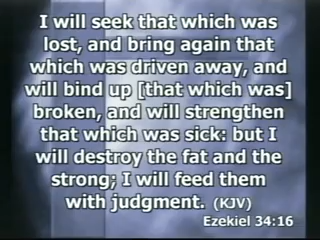 I will seek that which was
lost, and bring again that
which was driven away, and
will bind up [that which was]
broken, and will strengthen
that which was sick: but I
will destroy the fat and the
strong; I will feed them
with judgment. (KJV)
Ezekiel 34:16